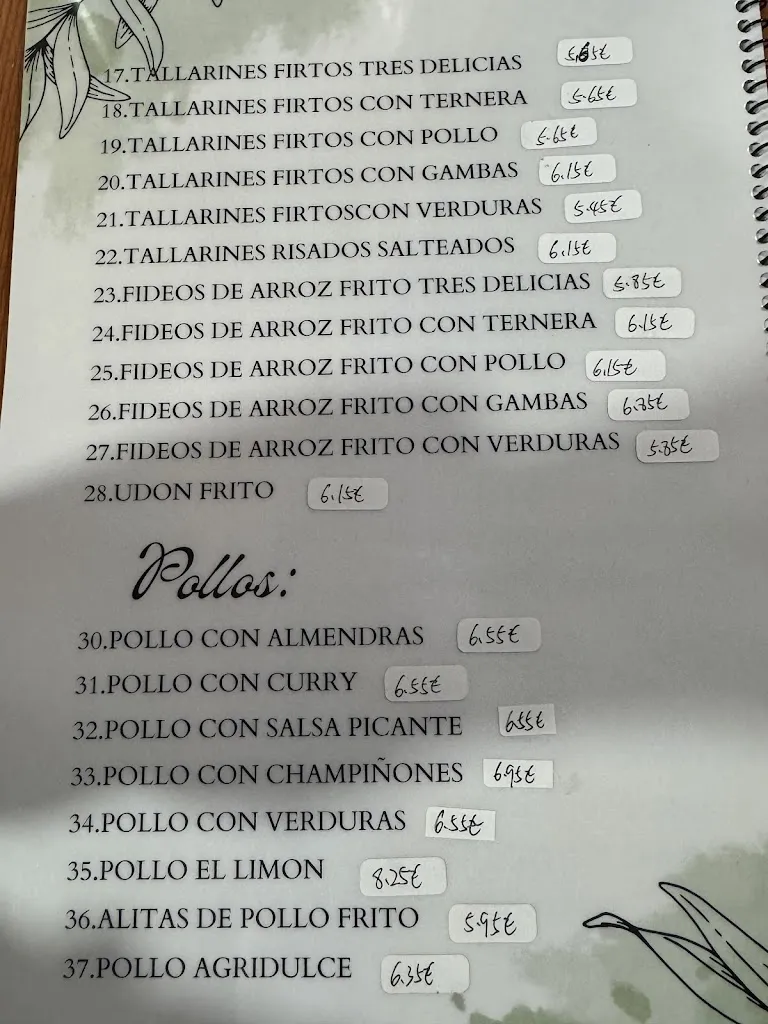 17.TALLARINES FIRTOS TRES DELICIAS 5.65€
18.TALLARINES FIRTOS CON TERNERA 5.65€
19.TALLARINES FIRTOS CON POLLO 5.65€
20.TALLARINES FIRTOS CON GAMBAS 6.15€
21.TALLARINES FIRTOSCON VERDURAS 5.45€
22.TALLARINES RISADOS SALTEADOS 6.15€
23.FIDEOS DE ARROZ FRITO TRES DELICIAS 5.85€
24.FIDEOS DE ARROZ FRITO CON TERNERA 6.15€
25.FIDEOS DE ARROZ FRITO CON POLLO 6.15€
26.FIDEOS DE ARROZ FRITO CON GAMBAS
27.FIDEOS DE ARROZ FRITO CON VERDURAS 5.85€
28.UDON FRITO 6.15€
Pollos:
30.POLLO CON ALMENDRAS 6.55€
31.POLLO CON CURRY 6.55€
32.POLLO CON SALSA PICANTE 6.55€
33.POLLO CON CHAMPIÑONES 6.95€
34.POLLO CON VERDURAS 6.55€
35.POLLO EL LIMON 8.25€
36.ALITAS DE POLLO FRITO 5.95€
37.POLLO AGRIDULCE 6.35€